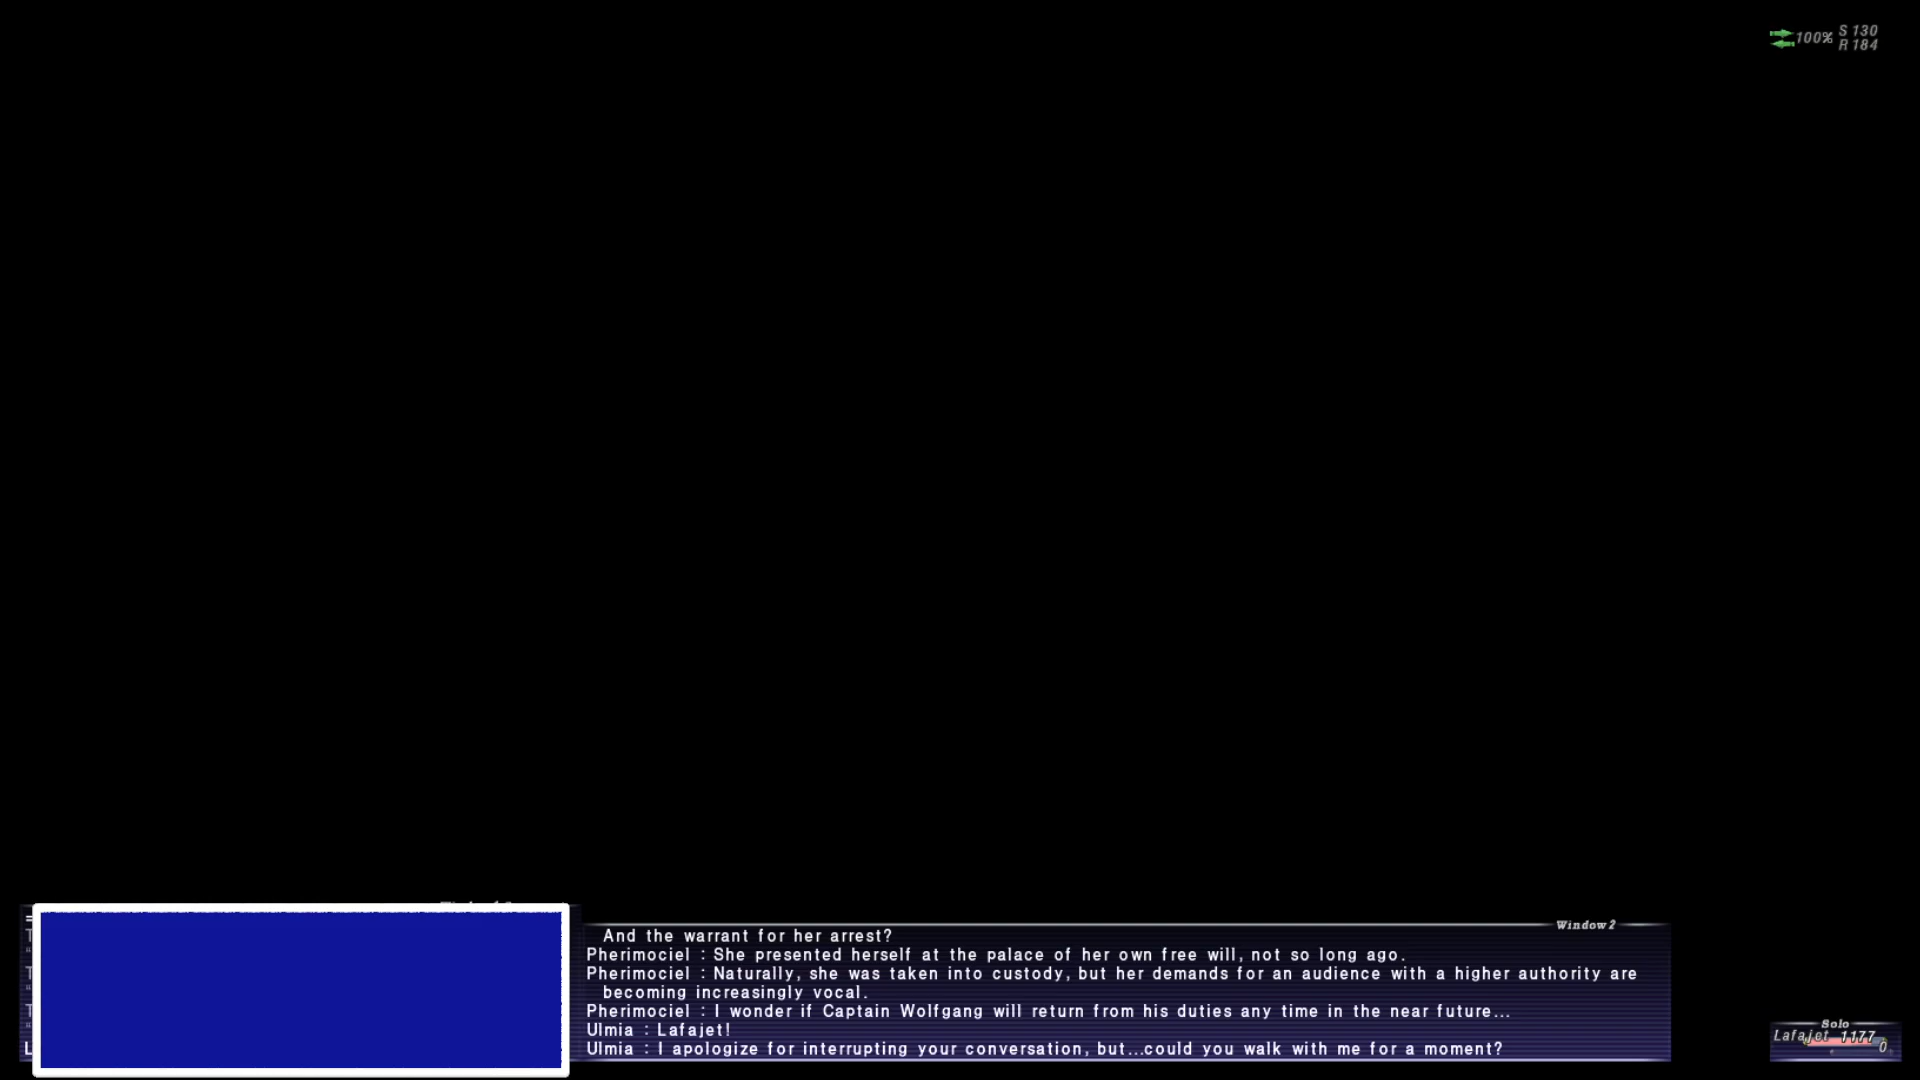 100% S 130
R 184
Window2
And the warrant for her arrest?
Pherimociel : She presented herself at the palace of her own free will, not so long ago.
Pherimociel : Naturally, she was taken into custody, but her demands for an audience with a higher authority are
becoming increasingly vocal.
Pherimociel : I wonder if Captain Wolfgang will return from his duties any time in the near future...
Ulmia : Lafajet!
Ulmia : I apologize for interrupting your conversation, but...could you walk with me for a moment?
Solo
Lafajet 1177
0